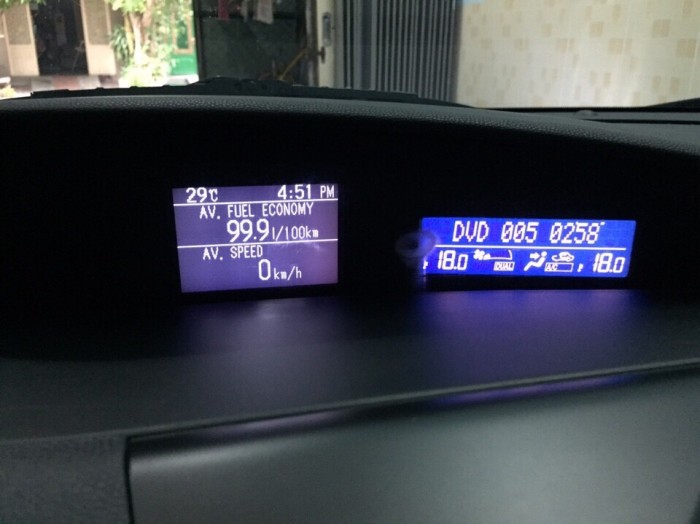 29℃ 4:51 PM
AV. FUEL ECONOMY
99.9 l/100km
AV. SPEED
0 km/h
DVD 005 0258"
18.0 DUAL A/C 18.0